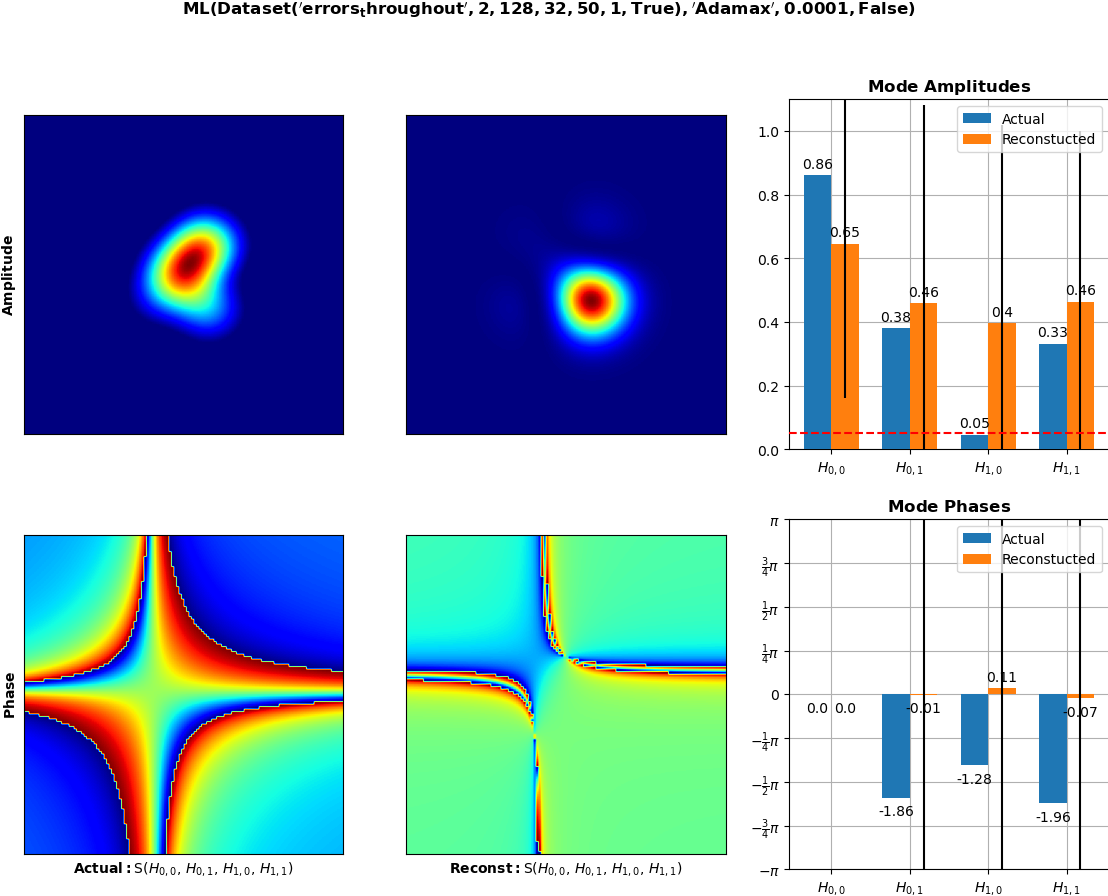 ML(Dataset('errors_throughout', 2, 128, 32, 50, 1, True), 'Adamax', 0.0001, False)
Mode Amplitudes
Amplitude
Actual
Reconstucted
1.0
0.8
0.6
0.4
0.2
0.0
0.86
0.65
0.38
0.46
0.05
0.4
0.33
0.46
H0,0
H0,1
H1,0
H1,1
Mode Phases
Phase
Actual
Reconstucted
π
3/4π
1/2π
1/4π
0
−1/4π
−1/2π
−3/4π
−π
0.0
0.0
-1.86
-0.01
-1.28
0.11
-1.96
-0.07
H0,0
H0,1
H1,0
H1,1
Actual: S(H0,0, H0,1, H1,0, H1,1)
Reconst: S(H0,0, H0,1, H1,0, H1,1)